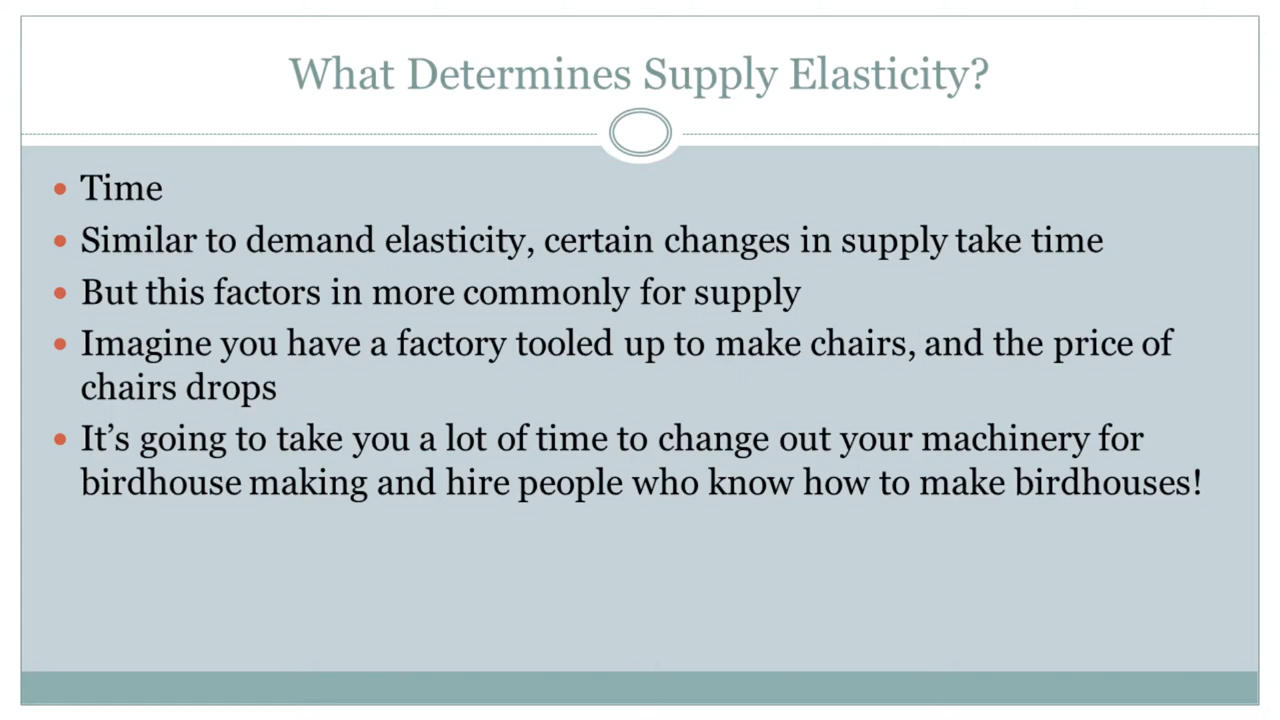 What Determines Supply Elasticity?
• Time
• Similar to demand elasticity, certain changes in supply take time
• But this factors in more commonly for supply
• Imagine you have a factory tooled up to make chairs, and the price of
chairs drops
• It’s going to take you a lot of time to change out your machinery for
birdhouse making and hire people who know how to make birdhouses!